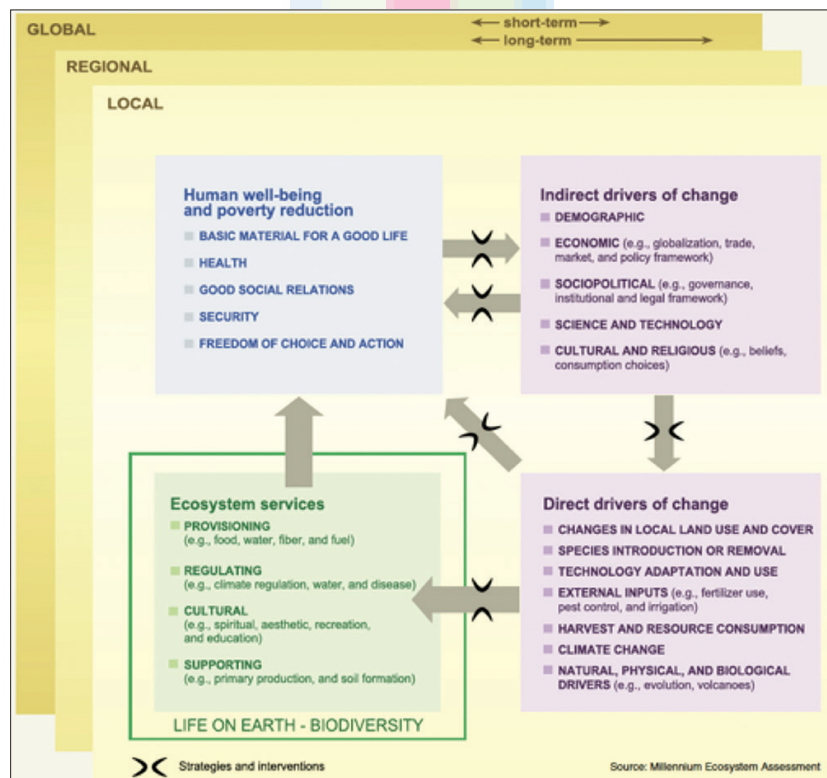 GLOBAL
short-term
long-term
REGIONAL
LOCAL
Human well-being
and poverty reduction
BASIC MATERIAL FOR A GOOD LIFE
HEALTH
GOOD SOCIAL RELATIONS
SECURITY
FREEDOM OF CHOICE AND ACTION
Indirect drivers of change
DEMOGRAPHIC
ECONOMIC (e.g., globalization, trade,
market, and policy framework)
SOCIOPOLITICAL (e.g., governance,
institutional and legal framework)
SCIENCE AND TECHNOLOGY
CULTURAL AND RELIGIOUS (e.g., beliefs,
consumption choices)
Ecosystem services
PROVISIONING
(e.g., food, water, fiber, and fuel)
REGULATING
(e.g., climate regulation, water, and disease)
CULTURAL
(e.g., spiritual, aesthetic, recreation,
and education)
SUPPORTING
(e.g., primary production, and soil formation)
LIFE ON EARTH - BIODIVERSITY
Direct drivers of change
CHANGES IN LOCAL LAND USE AND COVER
SPECIES INTRODUCTION OR REMOVAL
TECHNOLOGY ADAPTATION AND USE
EXTERNAL INPUTS (e.g., fertilizer use,
pest control, and irrigation)
HARVEST AND RESOURCE CONSUMPTION
CLIMATE CHANGE
NATURAL, PHYSICAL, AND BIOLOGICAL
DRIVERS (e.g., evolution, volcanoes)
Strategies and interventions
Source: Millennium Ecosystem Assessment